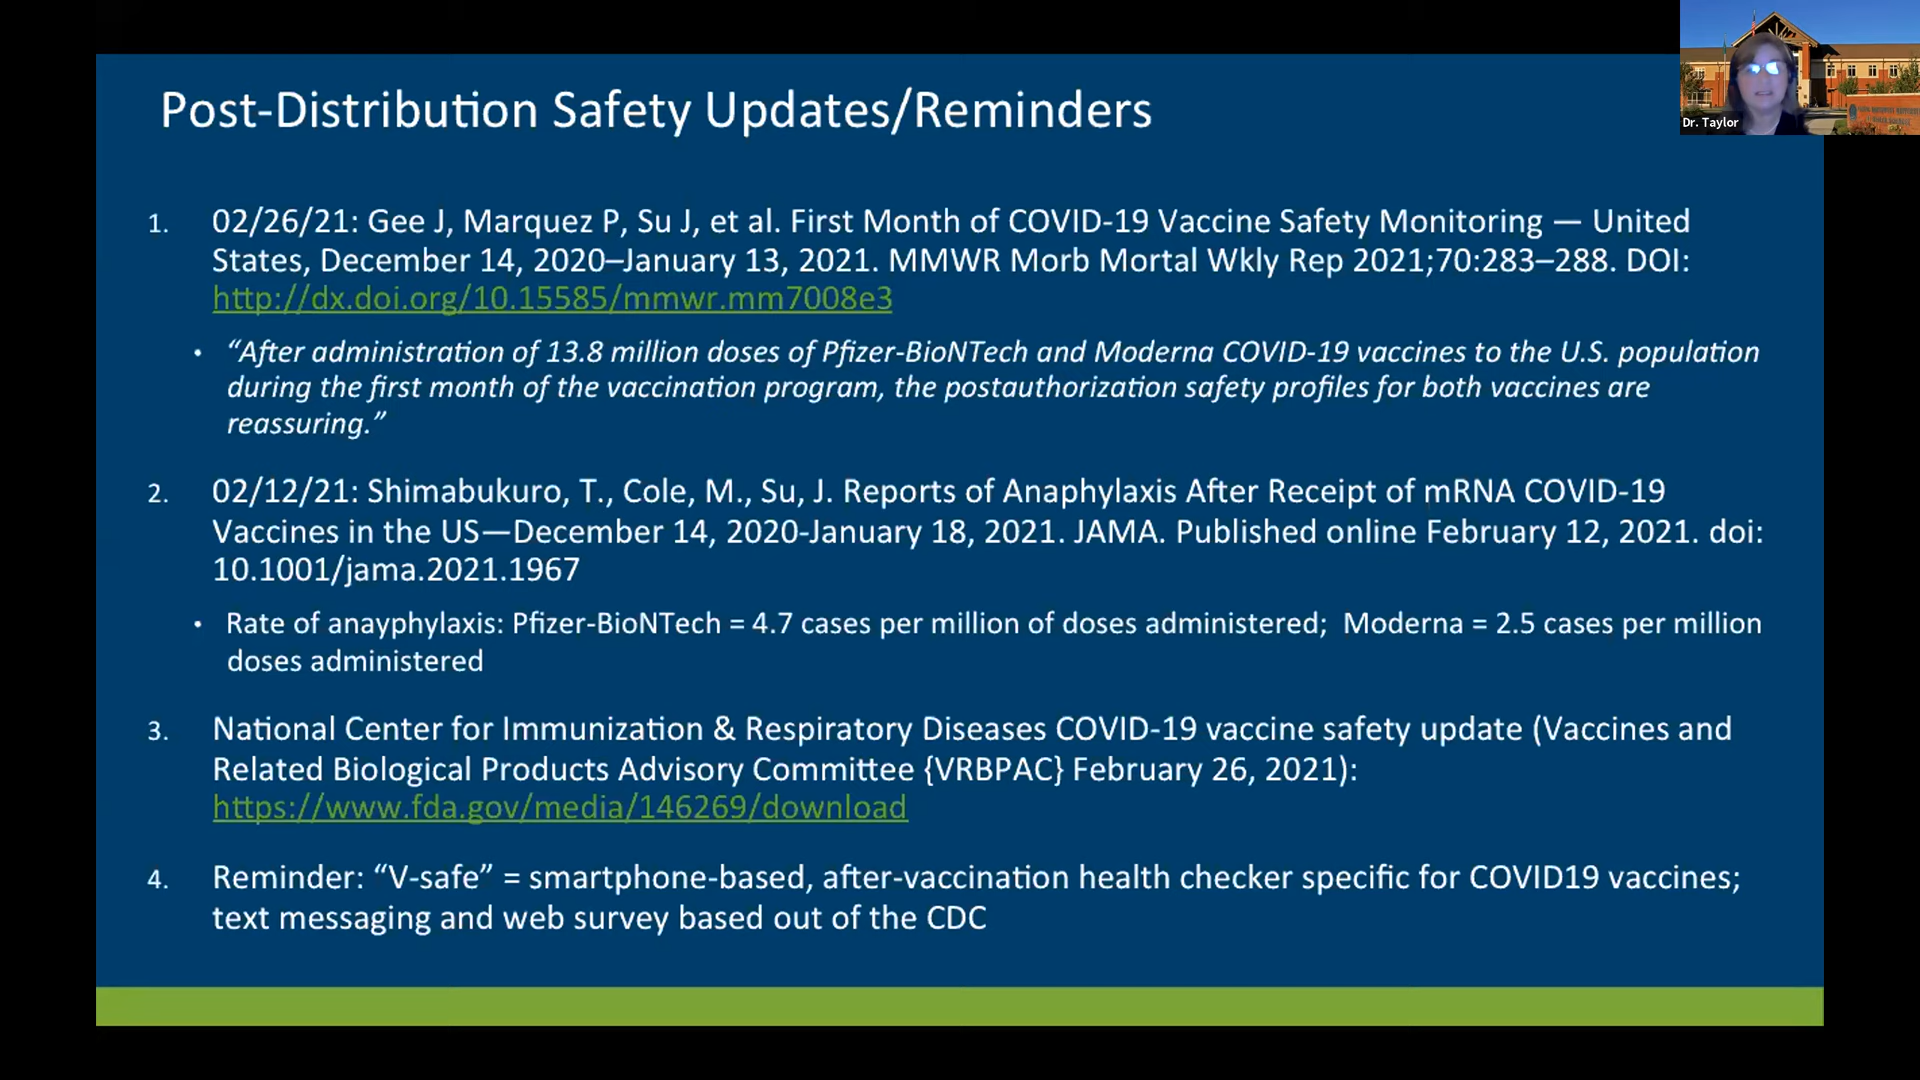 Post-Distribution Safety Updates/Reminders
Dr. Taylor
1. 02/26/21: Gee J, Marquez P, Su J, et al. First Month of COVID-19 Vaccine Safety Monitoring — United
States, December 14, 2020–January 13, 2021. MMWR Morb Mortal Wkly Rep 2021;70:283–288. DOI:
http://dx.doi.org/10.15585/mmwr.mm7008e3
• “After administration of 13.8 million doses of Pfizer-BioNTech and Moderna COVID-19 vaccines to the U.S. population
during the first month of the vaccination program, the postauthorization safety profiles for both vaccines are
reassuring.”
2. 02/12/21: Shimabukuro, T., Cole, M., Su, J. Reports of Anaphylaxis After Receipt of mRNA COVID-19
Vaccines in the US—December 14, 2020-January 18, 2021. JAMA. Published online February 12, 2021. doi:
10.1001/jama.2021.1967
• Rate of anayphylaxis: Pfizer-BioNTech = 4.7 cases per million of doses administered; Moderna = 2.5 cases per million
doses administered
3. National Center for Immunization & Respiratory Diseases COVID-19 vaccine safety update (Vaccines and
Related Biological Products Advisory Committee {VRBPAC} February 26, 2021):
https://www.fda.gov/media/146269/download
4. Reminder: “V-safe” = smartphone-based, after-vaccination health checker specific for COVID19 vaccines;
text messaging and web survey based out of the CDC